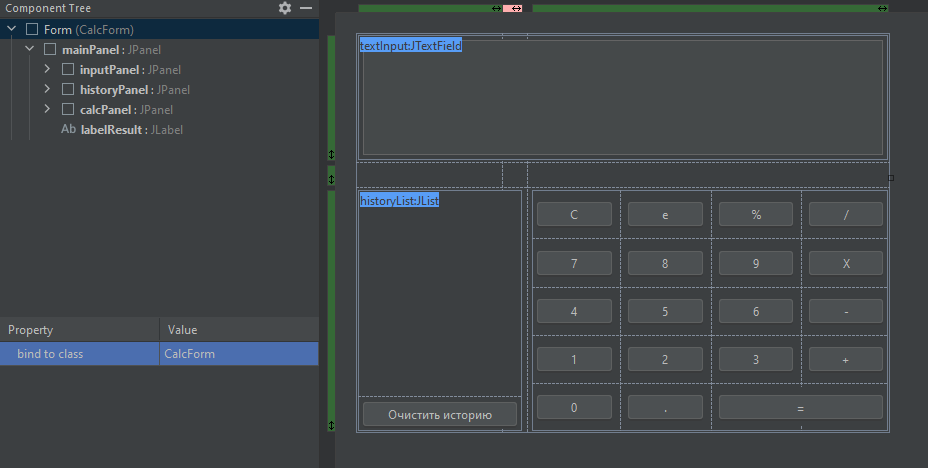 Component Tree
Form (CalcForm)
mainPanel : JPanel
inputPanel : JPanel
historyPanel : JPanel
calcPanel : JPanel
Ab labelResult : JLabel
Property Value
bind to class CalcForm
textInput:JTextField
historyList:JList
C e % /
7 8 9 X
4 5 6 -
1 2 3 +
0 . =
Очистить историю